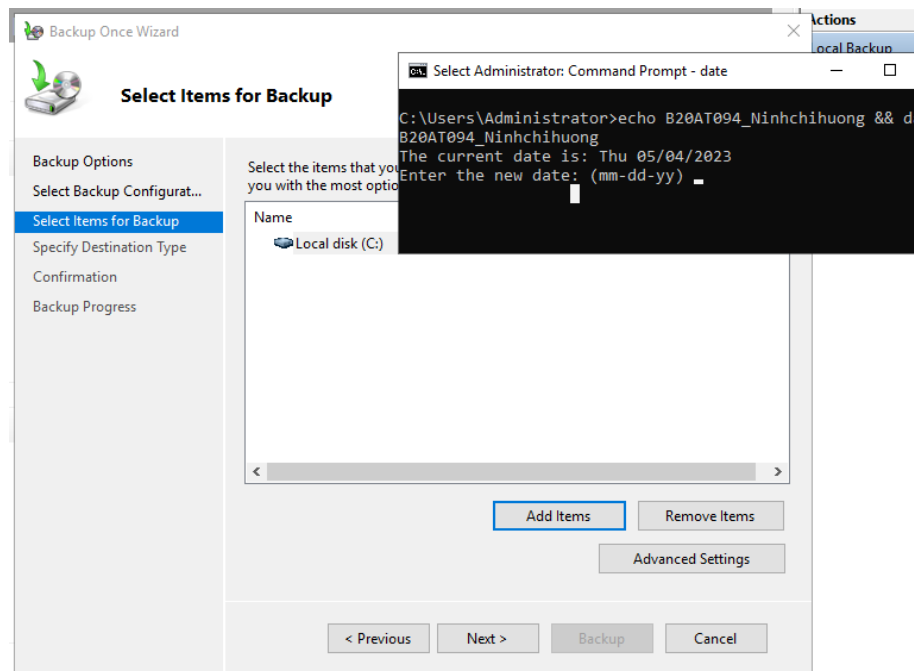 Backup Once Wizard
Select Items for Backup
Backup Options
Select Backup Configurat...
Select Items for Backup
Specify Destination Type
Confirmation
Backup Progress
Select the items that you
you with the most optio
Name
Local disk (C:)
Add Items
Remove Items
Advanced Settings
< Previous
Next >
Backup
Cancel
Select Administrator: Command Prompt - date
C:\Users\Administrator>echo B20AT094_Ninhchihuong && d
B20AT094_Ninhchihuong
The current date is: Thu 05/04/2023
Enter the new date: (mm-dd-yy)
Actions
ocal Backup